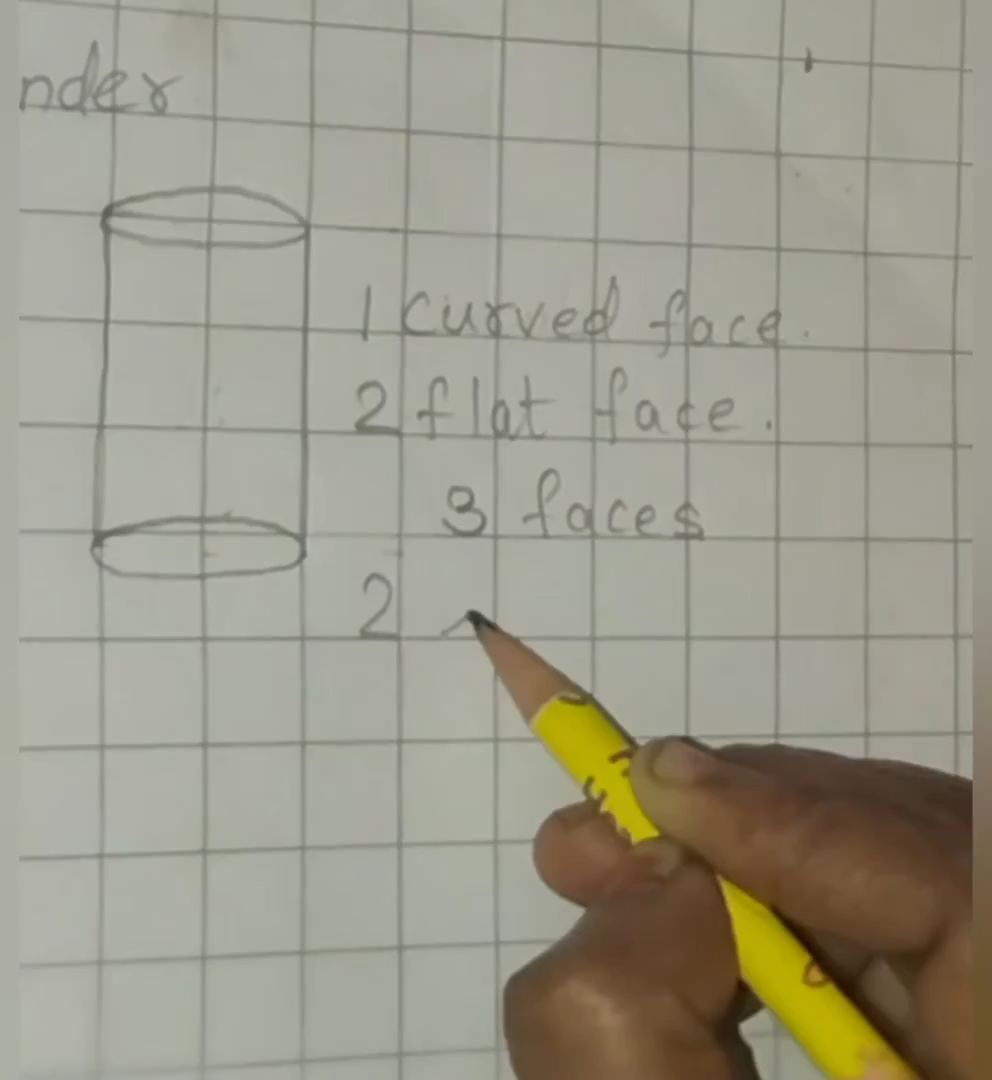 nder
1 curved face.
2 flat face.
3 faces
2